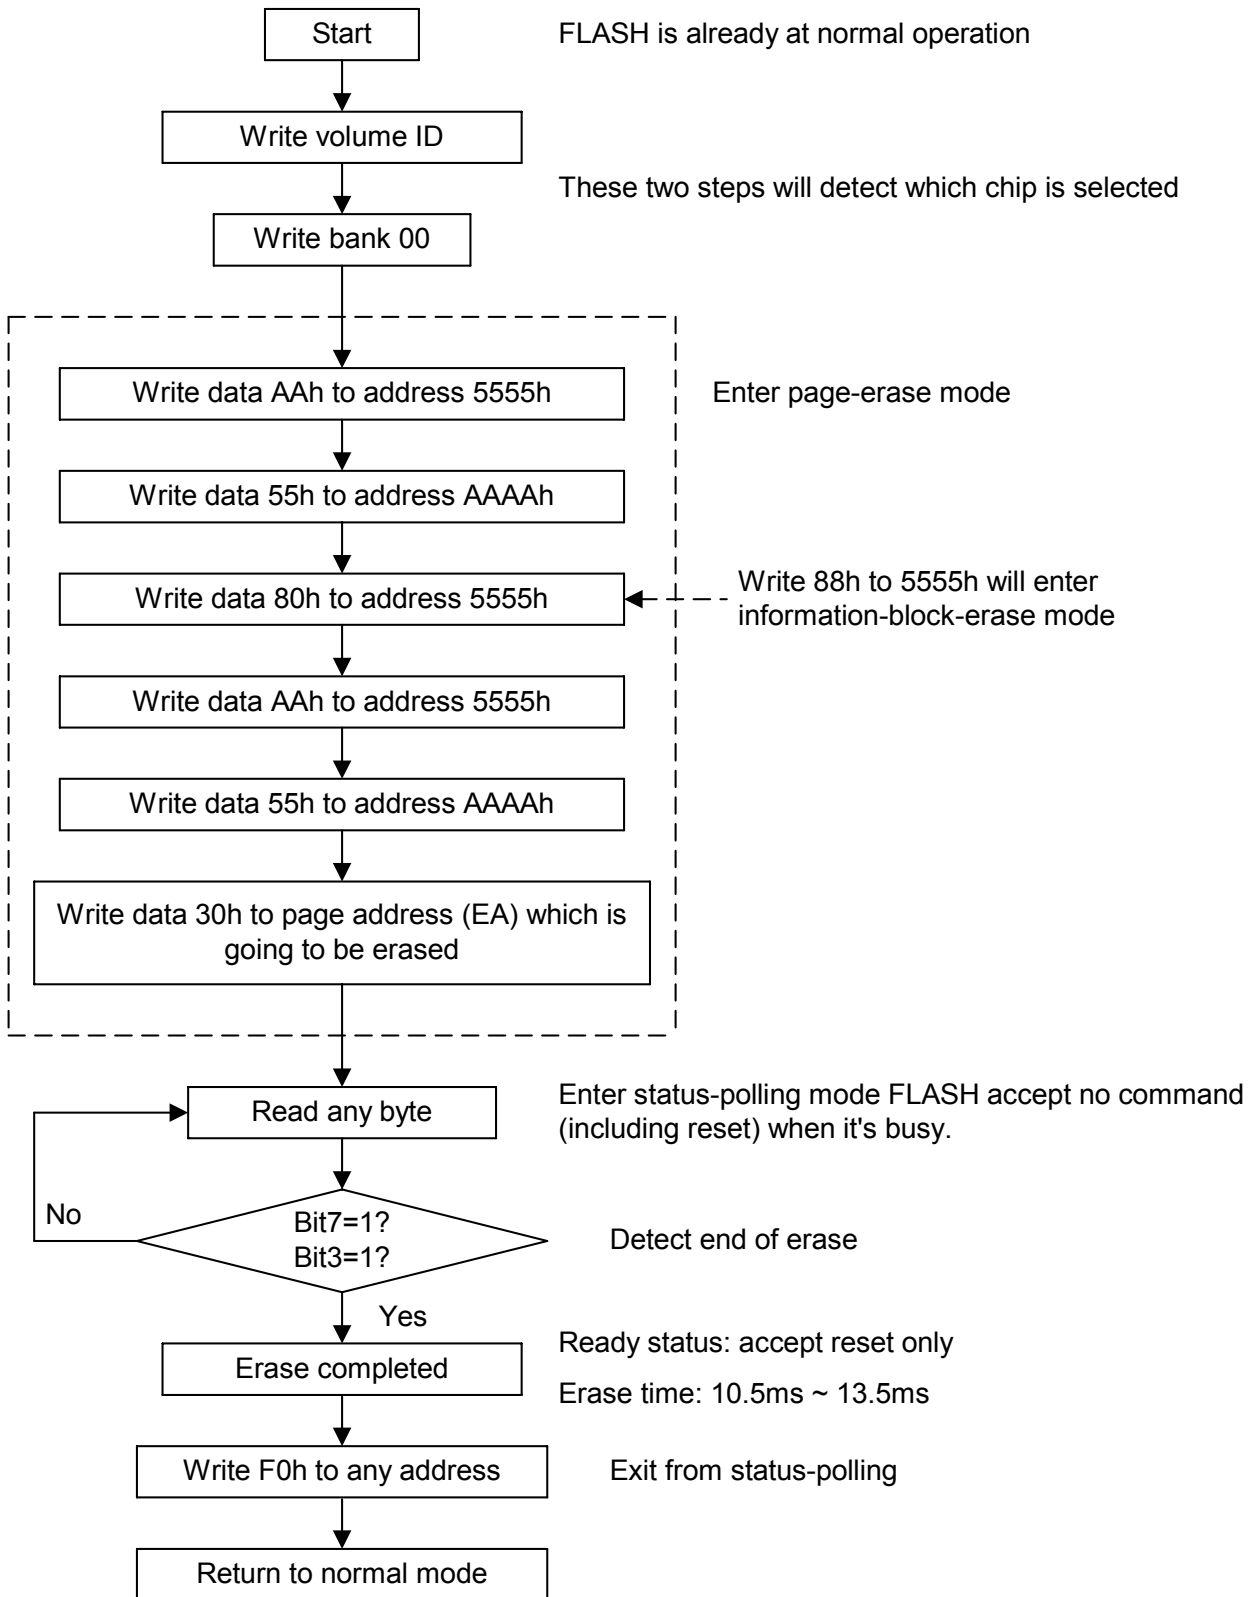 Start
FLASH is already at normal operation
Write volume ID
These two steps will detect which chip is selected
Write bank 00
Write data AAh to address 5555h
Enter page-erase mode
Write data 55h to address AAAAh
Write data 80h to address 5555h
Write 88h to 5555h will enter
information-block-erase mode
Write data AAh to address 5555h
Write data 55h to address AAAAh
Write data 30h to page address (EA) which is
going to be erased
Read any byte
Enter status-polling mode FLASH accept no command
(including reset) when it's busy.
No
Bit7=1?
Bit3=1?
Detect end of erase
Yes
Erase completed
Ready status: accept reset only
Erase time: 10.5ms ~ 13.5ms
Write F0h to any address
Exit from status-polling
Return to normal mode